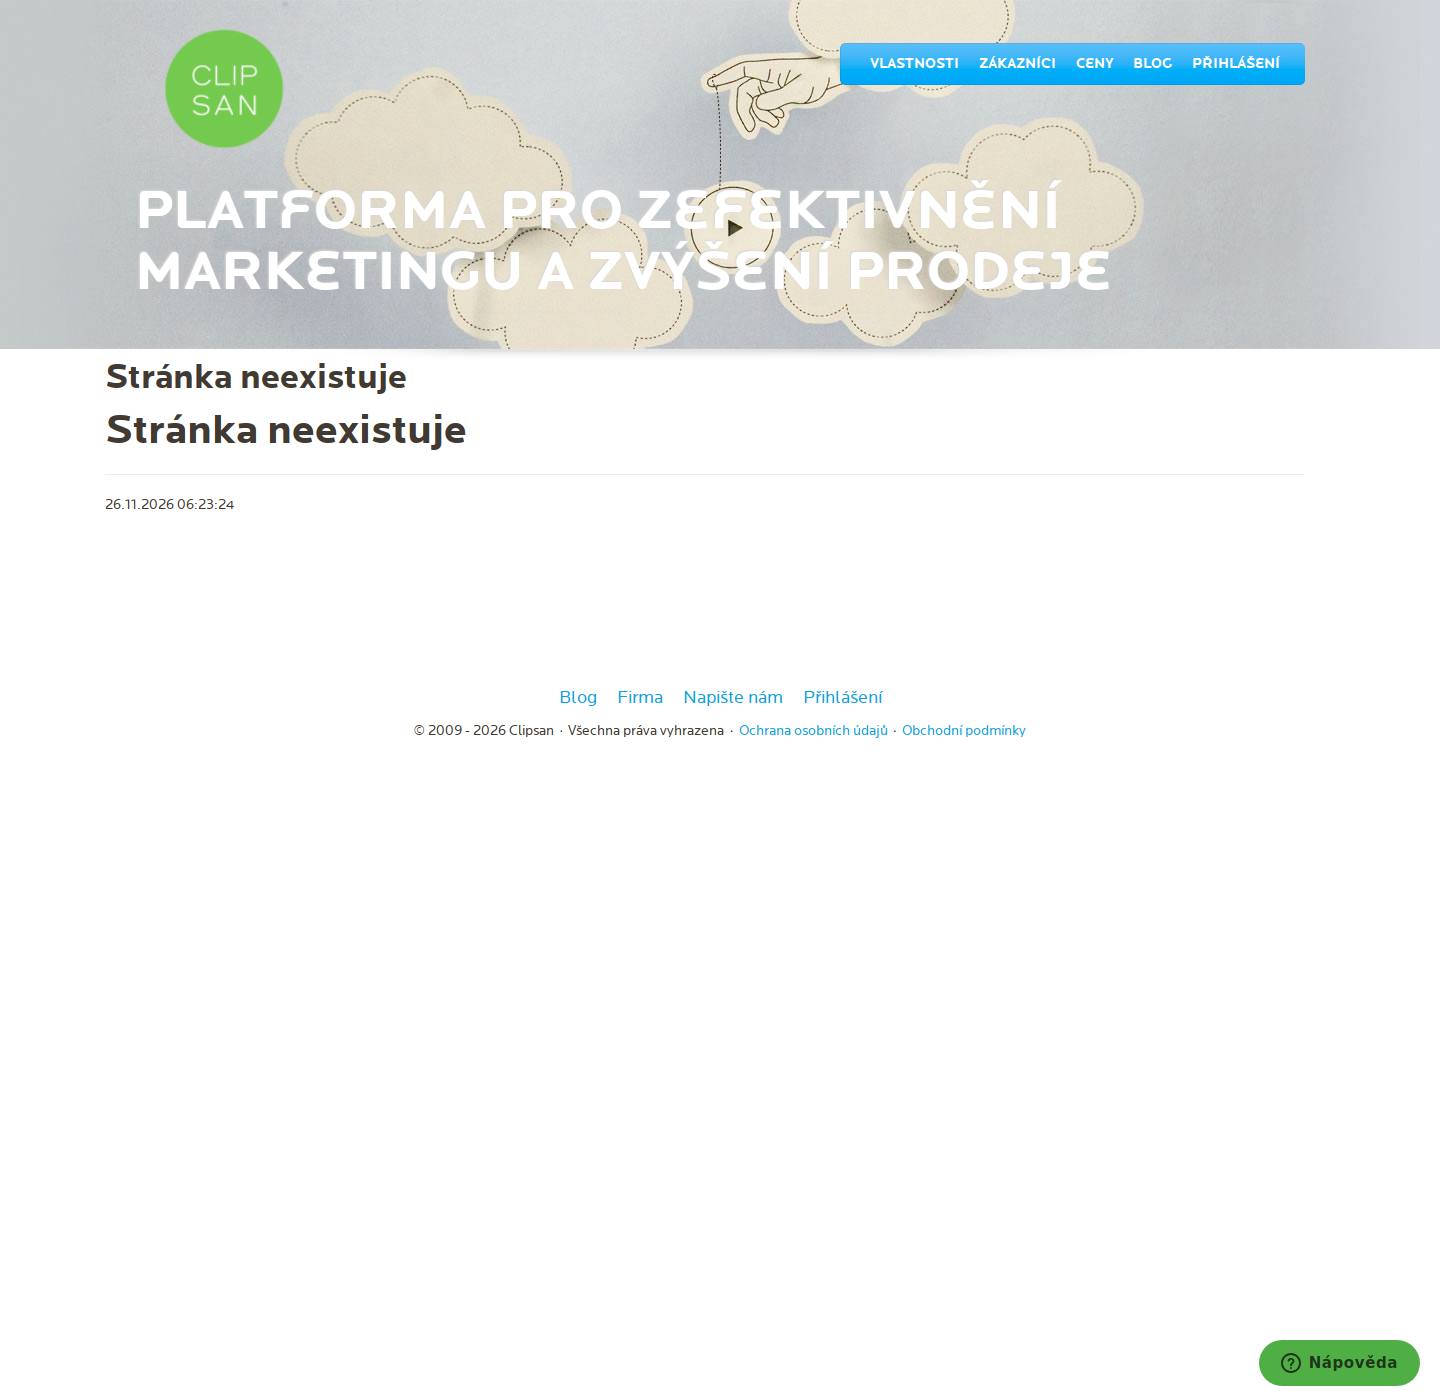 CLIP
SAN
VLASTNOSTI ZÁKAZNÍCI CENY BLOG PŘIHLÁŠENÍ
PLATFORMA PRO ZEFEKTIVNĚNÍ
MARKETINGU A ZVÝŠENÍ PRODEJE
Stránka neexistuje
Stránka neexistuje
26.11.2026 06:23:24
Blog Firma Napište nám Přihlášení
© 2009 - 2026 Clipsan · Všechna práva vyhrazena · Ochrana osobních údajů · Obchodní podmínky
Nápověda